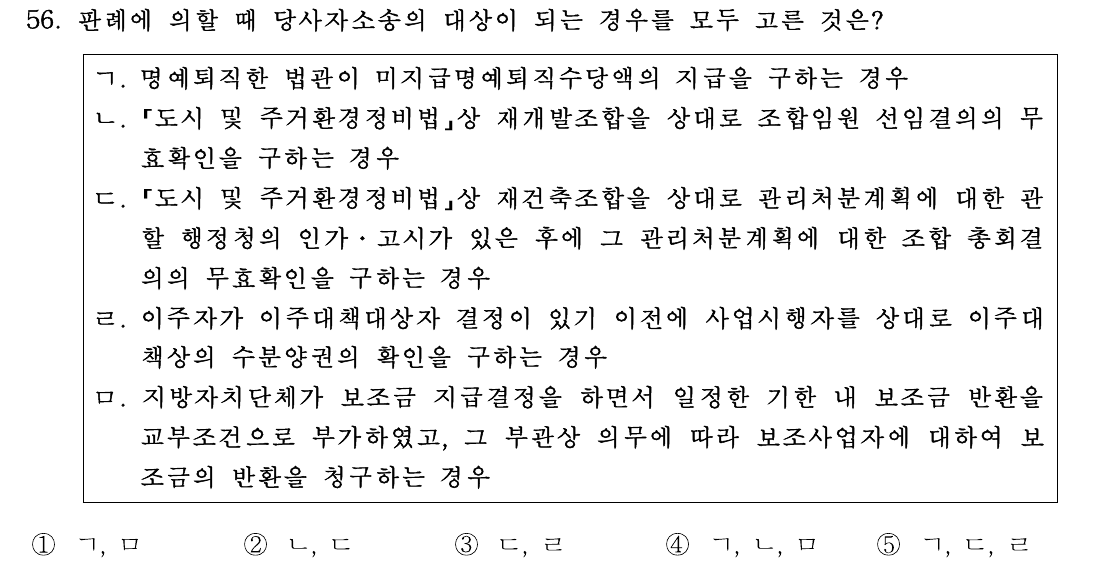 56. 판례에 의할 때 당사자소송의 대상이 되는 경우를 모두 고른 것은?
ㄱ. 명예퇴직한 법관이 미지급명예퇴직수당액의 지급을 구하는 경우
ㄴ. ｢도시 및 주거환경정비법｣상 재개발조합을 상대로 조합임원 선임결의의 무
효확인을 구하는 경우
ㄷ. ｢도시 및 주거환경정비법｣상 재건축조합을 상대로 관리처분계획에 대한 관
할 행정청의 인가·고시가 있은 후에 그 관리처분계획에 대한 조합 총회결
의의 무효확인을 구하는 경우
ㄹ. 이주자가 이주대책대상자 결정이 있기 이전에 사업시행자를 상대로 이주대
책상의 수분양권의 확인을 구하는 경우
ㅁ. 지방자치단체가 보조금 지급결정을 하면서 일정한 기한 내 보조금 반환을
교부조건으로 부가하였고, 그 부관상 의무에 따라 보조사업자에 대하여 보
조금의 반환을 청구하는 경우
① ㄱ, ㅁ ② ㄴ, ㄷ ③ ㄷ, ㄹ ④ ㄱ, ㄴ, ㅁ ⑤ ㄱ, ㄷ, ㄹ